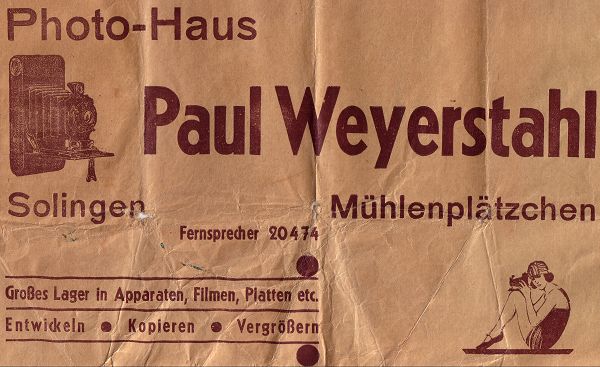 Photo-Haus
Paul Weyerstahl
Solingen Mühlenplätzchen
Fernsprecher 20474
Großes Lager in Apparaten, Filmen, Platten etc.
Entwickeln ● Kopieren ● Vergrößern